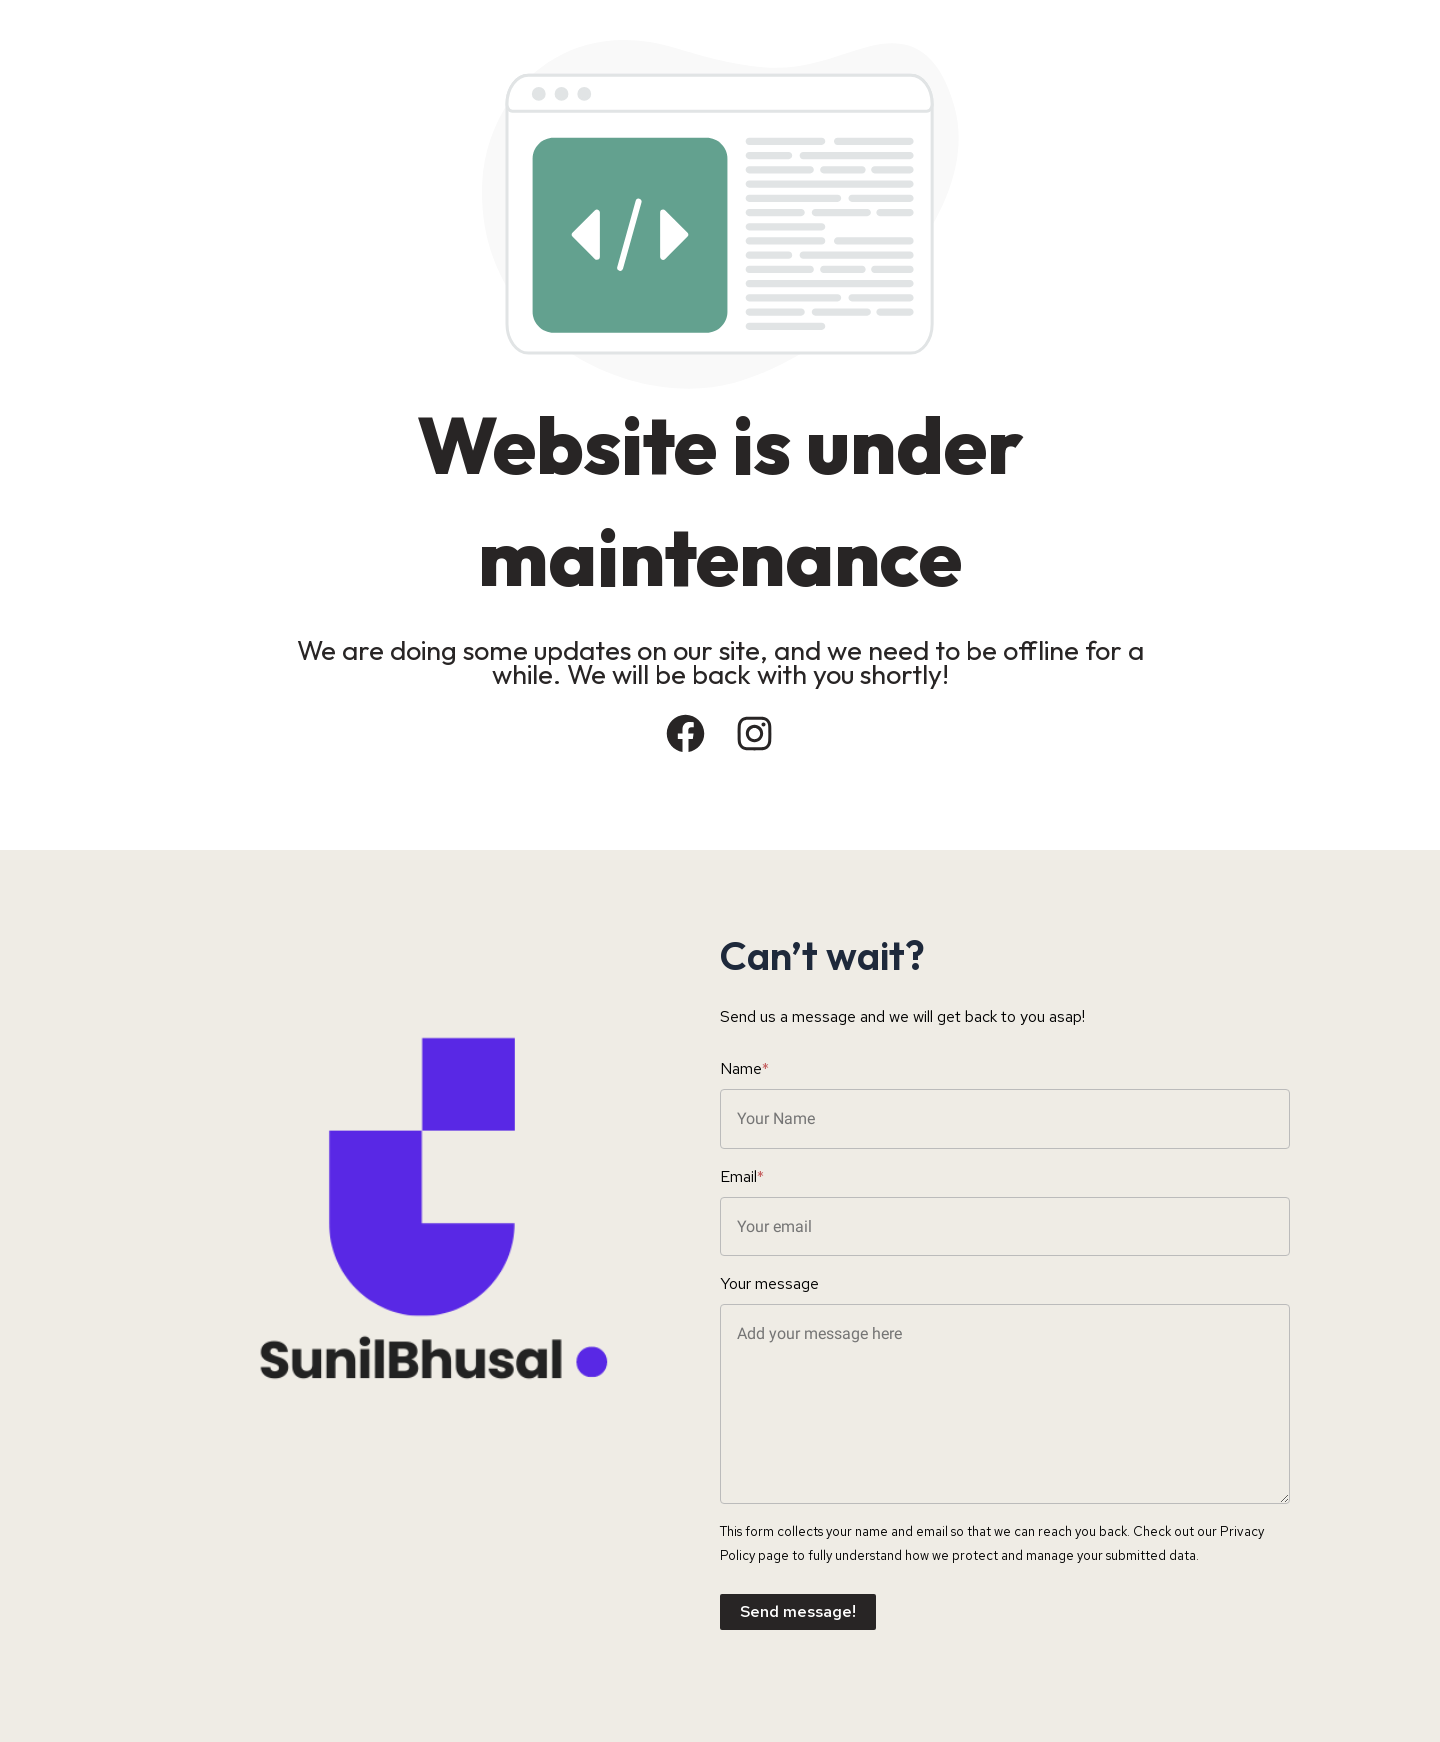 Website is under
maintenance
We are doing some updates on our site, and we need to be offline for a
while. We will be back with you shortly!
Can’t wait?
Send us a message and we will get back to you asap!
Name*
Your Name
Email*
Your email
Your message
Add your message here
SunilBhusal
This form collects your name and email so that we can reach you back. Check out our Privacy
Policy page to fully understand how we protect and manage your submitted data.
Send message!